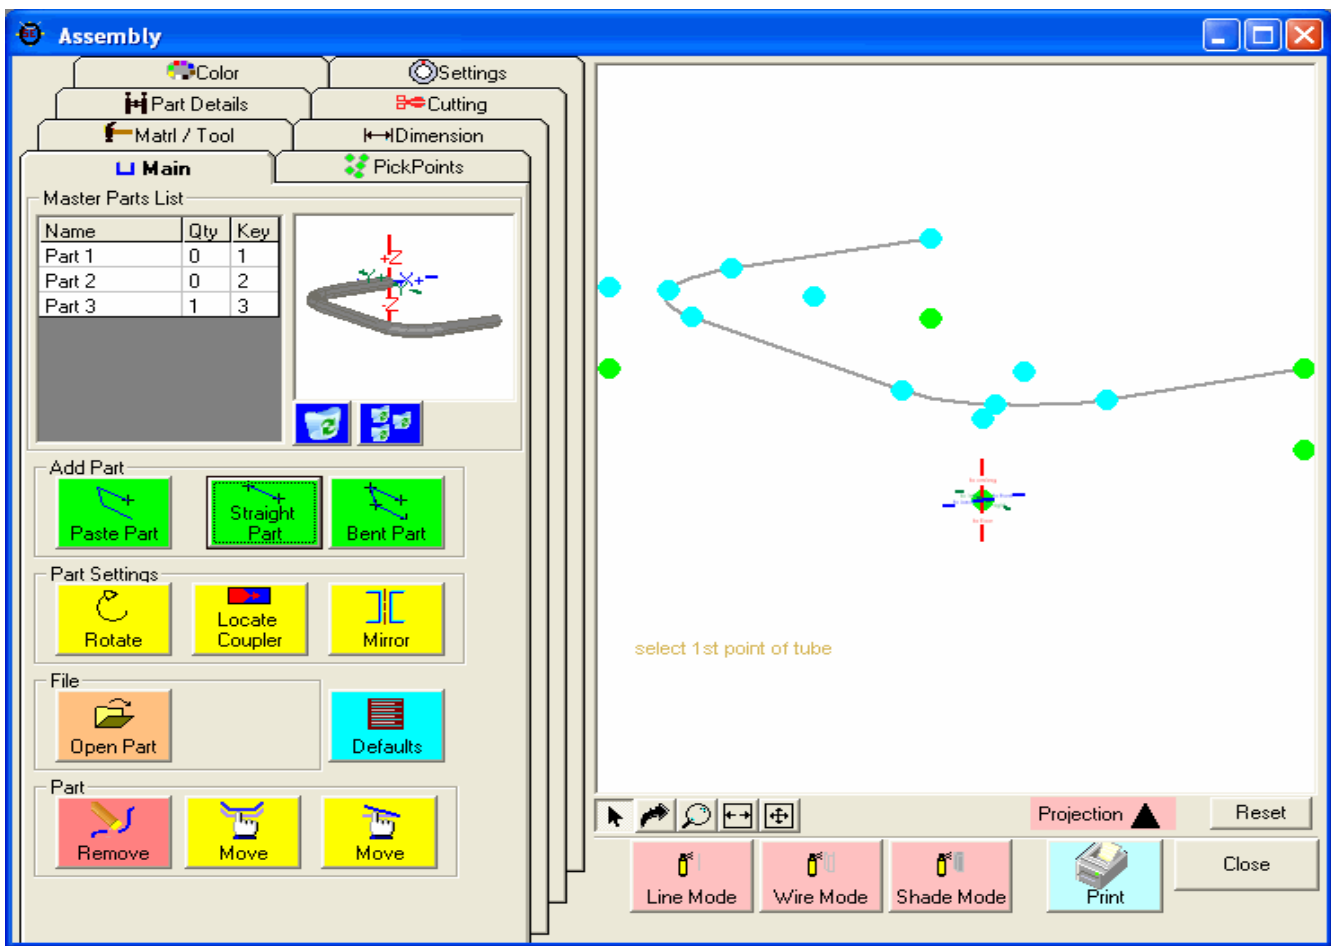 Assembly
Color
Settings
Part Details
Cutting
Matrl / Tool
Dimension
Main
PickPoints
Master Parts List
Name Qty Key
Part 1 0 1
Part 2 0 2
Part 3 1 3
+Z
Y X+
-Z
Add Part
Paste Part
Straight
Part
Bent Part
Part Settings
Rotate
Locate
Coupler
Mirror
File
Open Part
Defaults
Part
Remove
Move
Move
select 1st point of tube
Projection
Reset
Line Mode
Wire Mode
Shade Mode
Print
Close